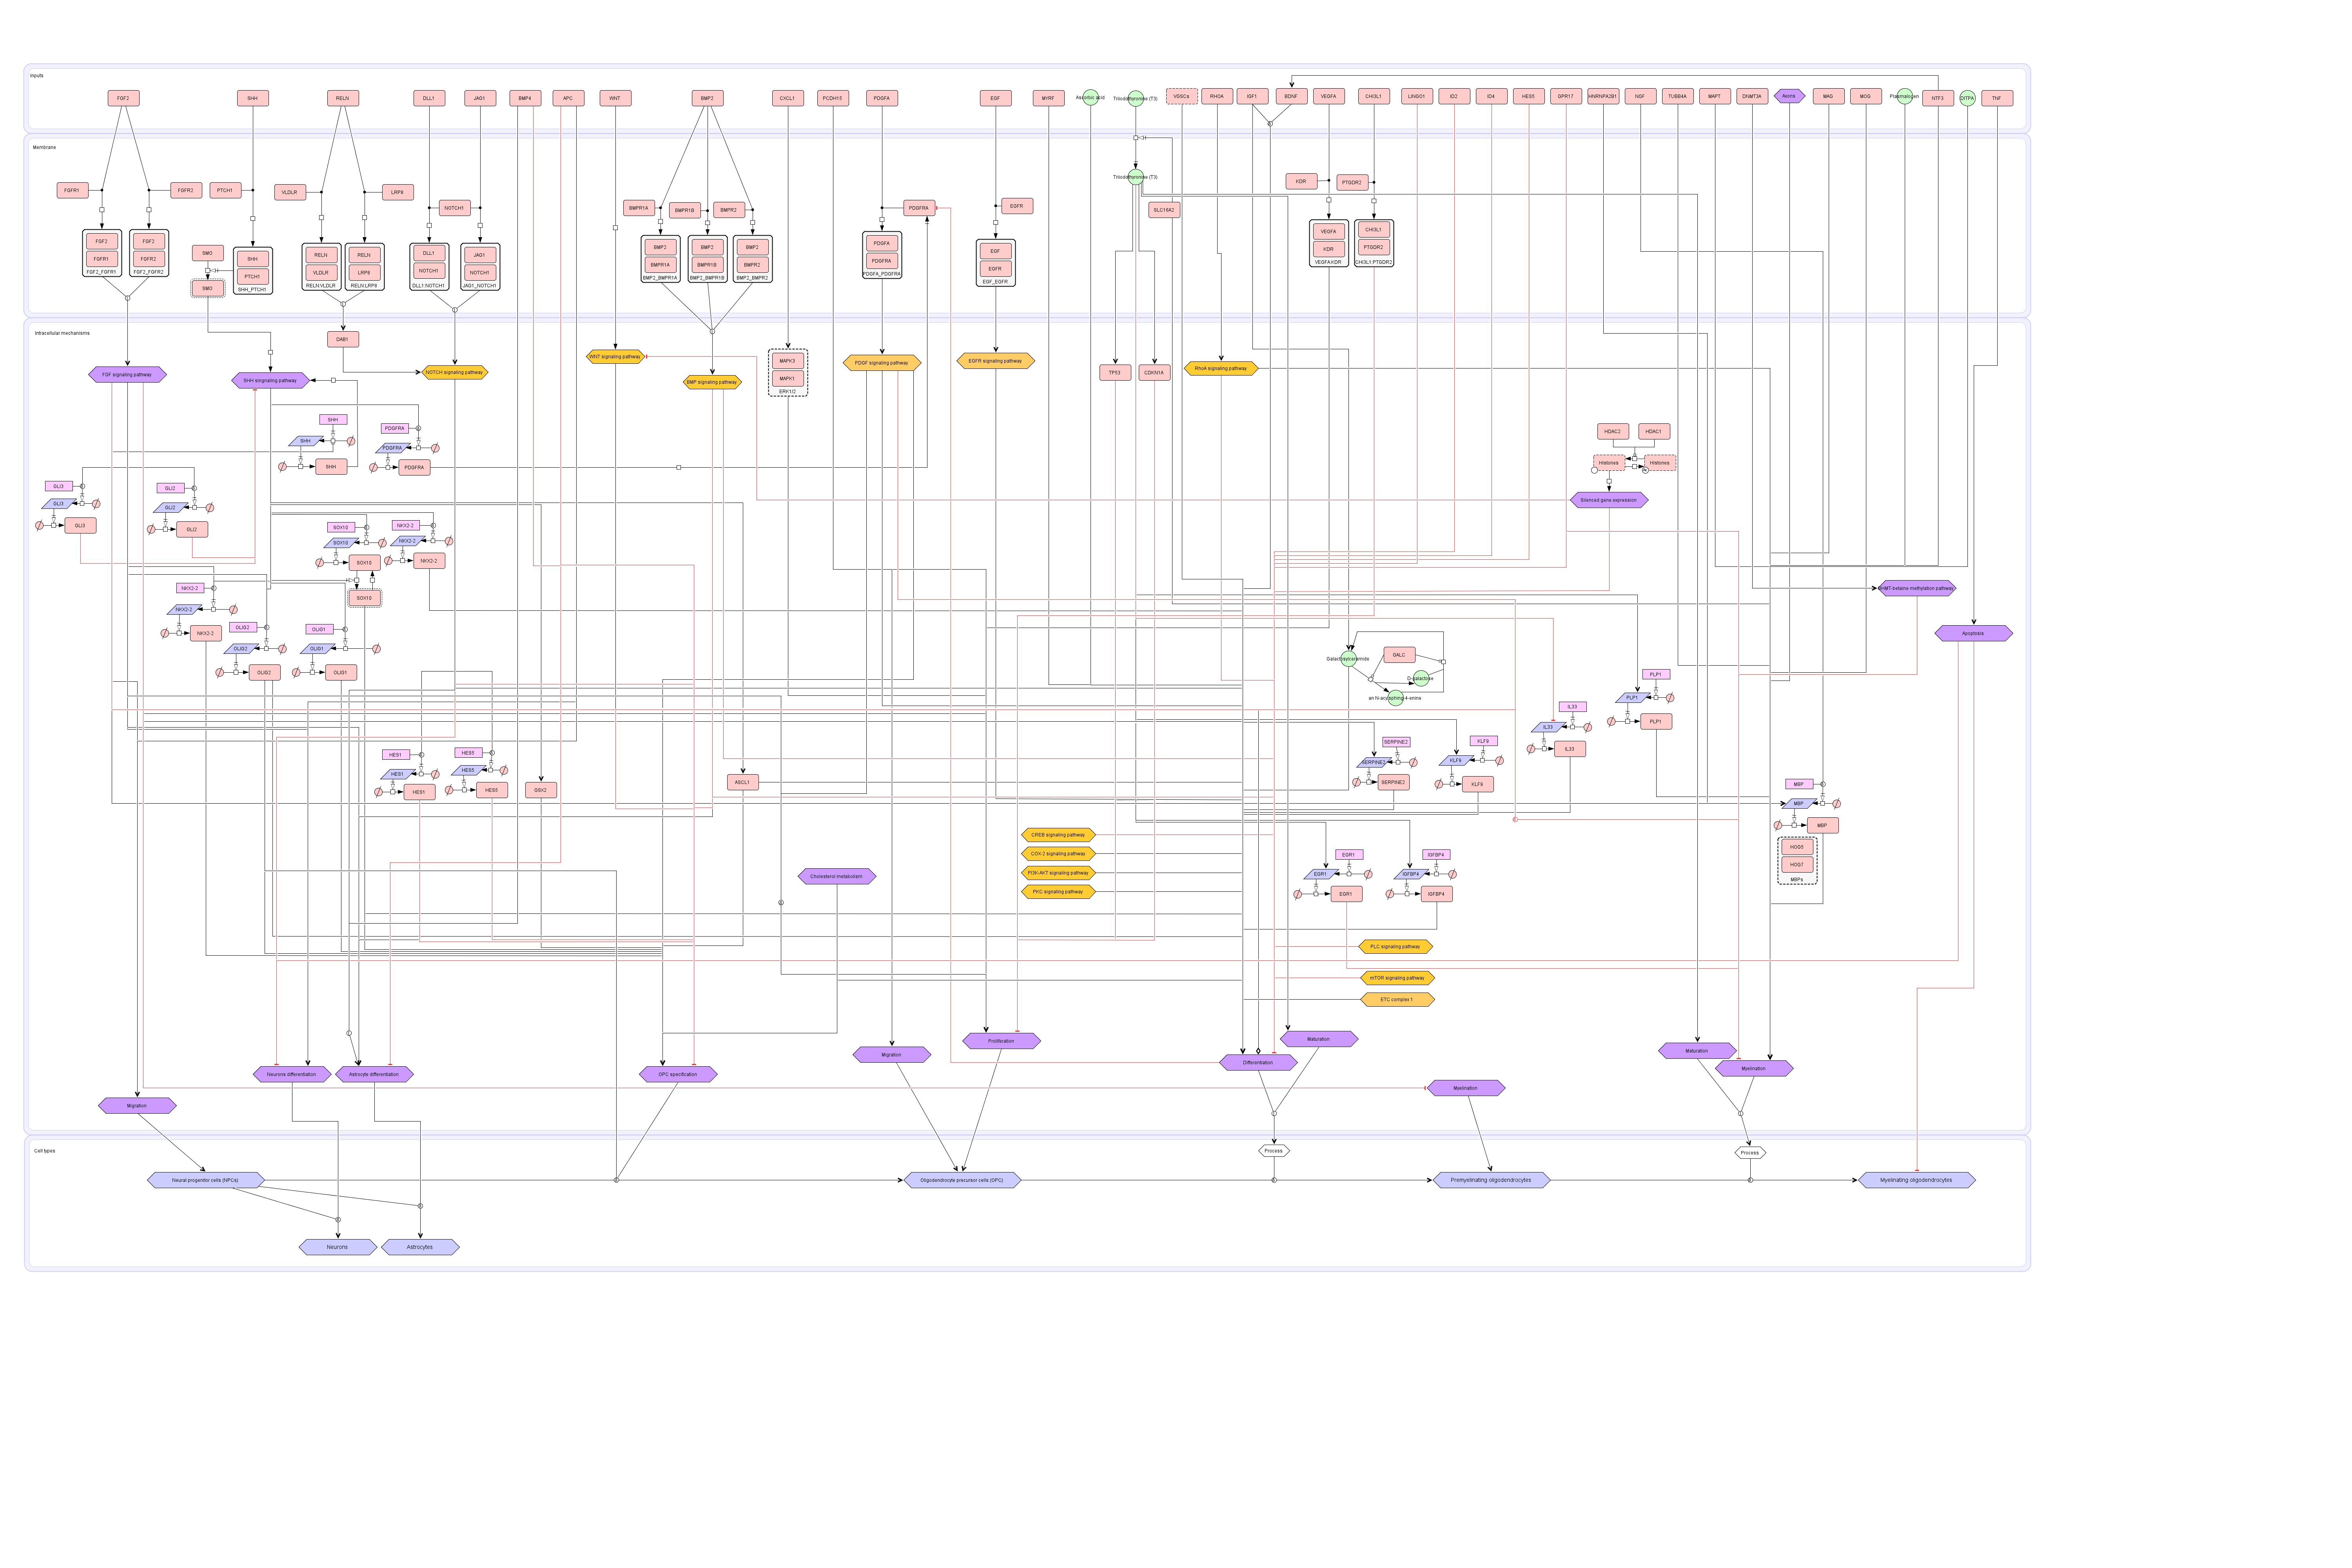 Inputs
FGF2
SHH
RELN
DLL1
JAG1
BMP4
APC
WNT
BMP2
CXCL1
PCDH15
PDGFA
EGF
MYRF
Ascorbic acid
Triiodothyronine (T3)
VGSCs
RHOA
IGF1
BDNF
VEGFA
CHI3L1
LINGO1
ID2
ID4
HES5
GPR17
HNRNPA2B1
NGF
TUBB4A
MAPT
DNMT3A
Axons
MAG
MOG
Plasmalogen
NTF3
DITPA
TNF
Membrane
Triiodothyronine (T3)
FGFR1
FGFR2
PTCH1
VLDLR
LRP8
NOTCH1
BMPR1A
BMPR1B
BMPR2
PDGFRA
EGFR
SLC16A2
KDR
PTGDR2
FGF2
FGFR1
FGF2_FGFR1
FGF2
FGFR2
FGF2_FGFR2
SMO
SMO
SHH
PTCH1
SHH_PTCH1
RELN
VLDLR
RELN:VLDLR
RELN
LRP8
RELN:LRP8
DLL1
NOTCH1
DLL1:NOTCH1
JAG1
NOTCH1
JAG1_NOTCH1
BMP2
BMPR1A
BMP2_BMPR1A
BMP2
BMPR1B
BMP2_BMPR1B
BMP2
BMPR2
BMP2_BMPR2
PDGFA
PDGFRA
PDGFA_PDGFRA
EGF
EGFR
EGF_EGFR
VEGFA
KDR
VEGFA:KDR
CHI3L1
PTGDR2
CHI3L1:PTGDR2
Intracellular mechanisms
DAB1
FGF signaling pathway
SHH singnaling pathway
NOTCH signaling pathway
WNT signaling pathway
BMP signaling pathway
MAPK3
MAPK1
ERK1/2
PDGF signaling pathway
EGFR signaling pathway
TP53
CDKN1A
RhoA signaling pathway
SHH
SHH
SHH
PDGFRA
PDGFRA
PDGFRA
HDAC2
HDAC1
Histones
Histones
Silenced gene expression
GLI3
GLI3
GLI3
GLI2
GLI2
GLI2
SOX10
SOX10
SOX10
SOX10
NKX2-2
NKX2-2
NKX2-2
NKX2-2
NKX2-2
NKX2-2
OLIG2
OLIG2
OLIG2
OLIG1
OLIG1
OLIG1
Apoptosis
Galactosylceramide
GALC
D-galactose
PLP1
PLP1
PLP1
IL33
IL33
IL33
HES1
HES1
HES1
HES5
HES5
HES5
GSX2
ASCL1
SERPINE2
SERPINE2
SERPINE2
KLF9
KLF9
KLF9
MBP
MBP
MBP
HOG5
HOG7
MBPs
CREB signaling pathway
COX-2 signaling pathway
PI3K-AKT signaling pathway
PKC signaling pathway
Cholesterol metabolism
EGR1
EGR1
EGR1
IGFBP4
IGFBP4
IGFBP4
PLC signaling pathway
mTOR signaling pathway
ETC complex 1
Neurons differentiation
Astrocyte differentiation
OPC specification
Migration
Proliferation
Differentiation
Maturation
Maturation
Myelination
Myelination
Migration
Cell types
Process
Process
Neural progenitor cells (NPCs)
Oligodendrocyte precursor cells (OPC)
Premyelinating oligodendrocytes
Myelinating oligodendrocytes
Neurons
Astrocytes